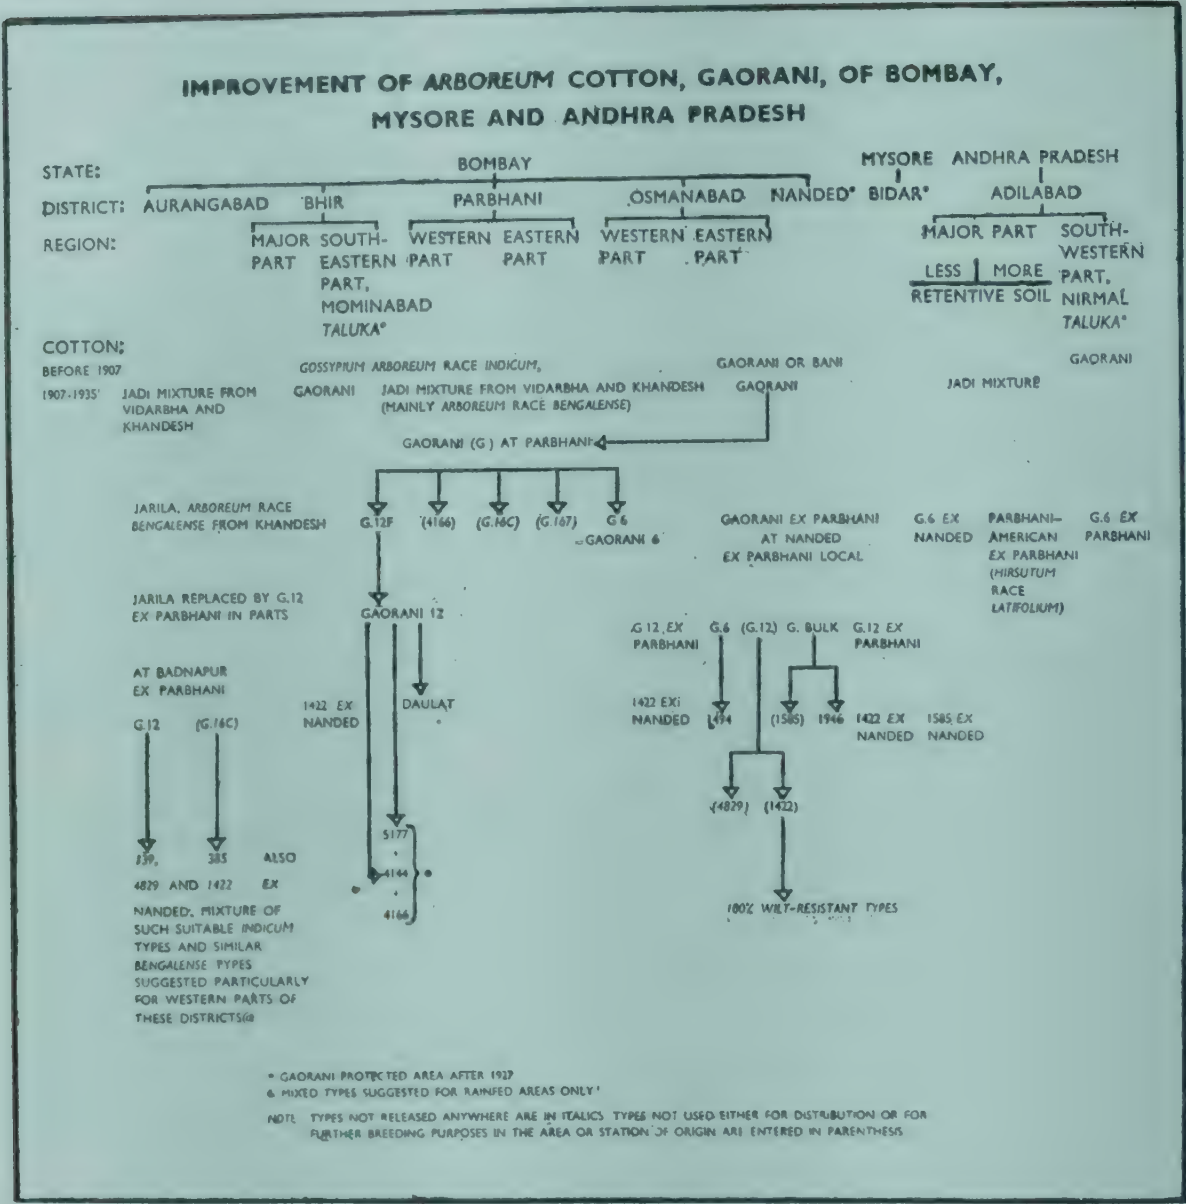 IMPROVEMENT OF ARBOREUM COTTON, GAORANI, OF BOMBAY,
MYSORE AND ANDHRA PRADESH
STATE: BOMBAY MYSORE ANDHRA PRADESH
DISTRICT: AURANGABAD BHIR PARBHANI OSMANABAD NANDED* BIDAR* ADILABAD
REGION: MAJOR PART SOUTH-EASTERN PART, MOMINABAD TALUKA*
WESTERN PART EASTERN PART
WESTERN PART EASTERN PART
MAJOR PART
LESS MORE
RETENTIVE SOIL
SOUTH-
WESTERN
PART,
NIRMAL
TALUKA*
COTTON:
BEFORE 1907 GOSSYPIUM ARBOREUM RACE INDICUM, GAORANI OR BANI GAORANI
1907-1935 JADI MIXTURE FROM
VIDARBHA AND
KHANDESH
GAORANI
JADI MIXTURE FROM VIDARBHA AND KHANDESH
(MAINLY ARBOREUM RACE BENGALENSE)
GAORANI
JADI MIXTURE
GAORANI (G) AT PARBHANI
JARILA, ARBOREUM RACE
BENGALENSE FROM KHANDESH
G.12F (4166) (G.16C) (G.167) G 6
=GAORANI 6
GAORANI EX PARBHANI
AT NANDED
EX PARBHANI LOCAL
G.6 EX
NANDED
PARBHANI-
AMERICAN
EX PARBHANI
(HIRSUTUM
RACE
LATIFOLIUM)
G.6 EX
PARBHANI
JARILA REPLACED BY G.12
EX PARBHANI IN PARTS
GAORANI 12
G 12, EX
PARBHANI
G.6 (G.12) G. BULK G.12 EX
PARBHANI
AT BADNAPUR
EX PARBHANI
G.12 (G.16C)
1422 EX
NANDED
DAULAT
1422 EX
NANDED
494 (1585) 1946 1422 EX
NANDED
1585, EX
NANDED
(4829) (1422)
5177
4144
4166
139, 385 ALSO
4829 AND 1422 EX
NANDED, MIXTURE OF
SUCH SUITABLE INDICUM
TYPES AND SIMILAR
BENGALENSE TYPES
SUGGESTED PARTICULARLY
FOR WESTERN PARTS OF
THESE DISTRICTS@
100% WILT-RESISTANT TYPES
* GAORANI PROTECTED AREA AFTER 1927
@ MIXED TYPES SUGGESTED FOR RAINFED AREAS ONLY
NOTE TYPES NOT RELEASED ANYWHERE ARE IN ITALICS. TYPES NOT USED EITHER FOR DISTRIBUTION OR FOR
FURTHER BREEDING PURPOSES IN THE AREA OR STATION OF ORIGIN ARE ENTERED IN PARENTHESIS